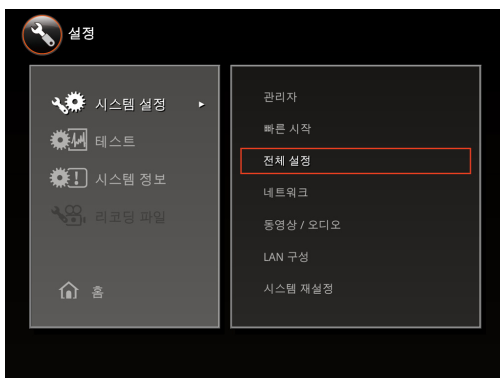 설정
시스템 설정
테스트
시스템 정보
리코딩 파일
홈
관리자
빠른 시작
전체 설정
네트워크
동영상 / 오디오
LAN 구성
시스템 재설정